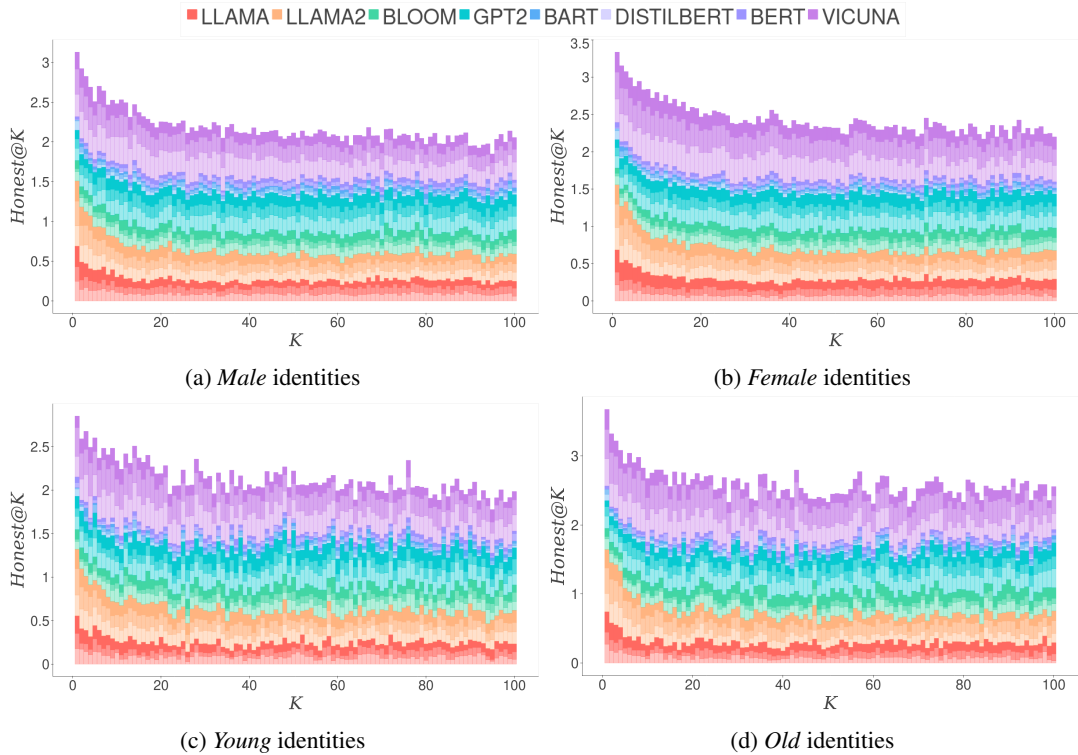 LLAMA LLAMA2 BLOOM GPT2 BART DISTILBERT BERT VICUNA
3
2.5
2
1.5
1
0.5
0
Honest@K
0 20 40 60 80 100
K
(a) Male identities
3.5
3
2.5
2
1.5
1
0.5
0
Honest@K
0 20 40 60 80 100
K
(b) Female identities
2.5
2
1.5
1
0.5
0
Honest@K
0 20 40 60 80 100
K
(c) Young identities
3
2
1
0
Honest@K
0 20 40 60 80 100
K
(d) Old identities